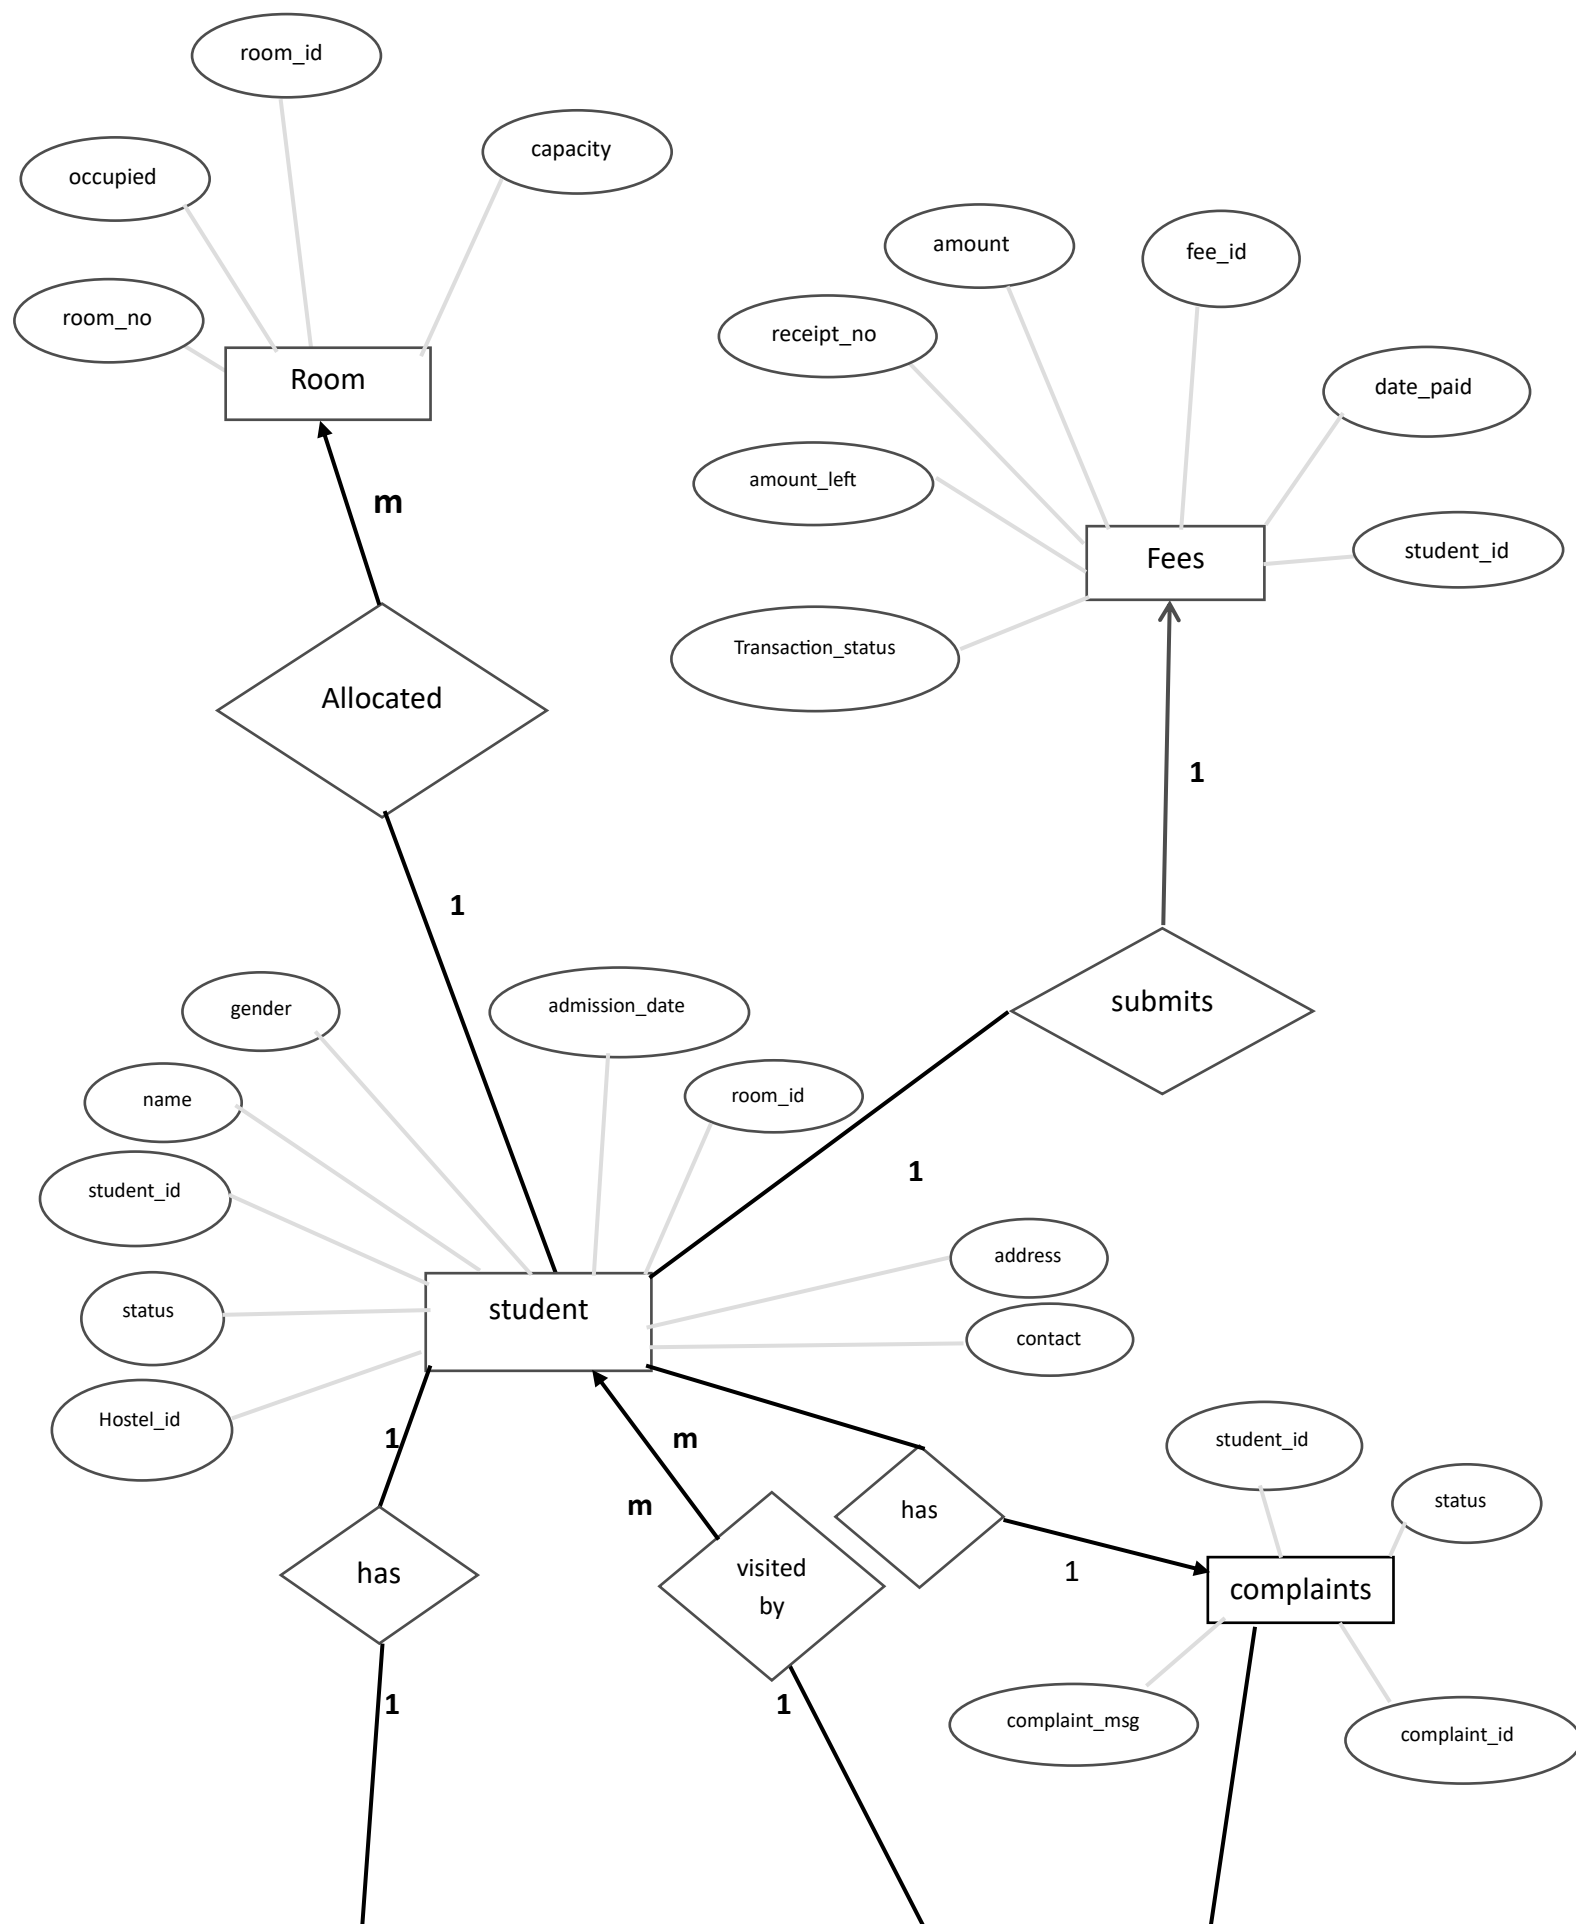 room_id
capacity
occupied
room_no
Room
amount
fee_id
receipt_no
date_paid
amount_left
student_id
Fees
Transaction_status
m
Allocated
1
1
submits
gender
admission_date
name
room_id
student_id
1
status
student
address
contact
Hostel_id
1
m
m
student_id
status
has
has
visited
by
1
complaints
1
1
complaint_msg
complaint_id